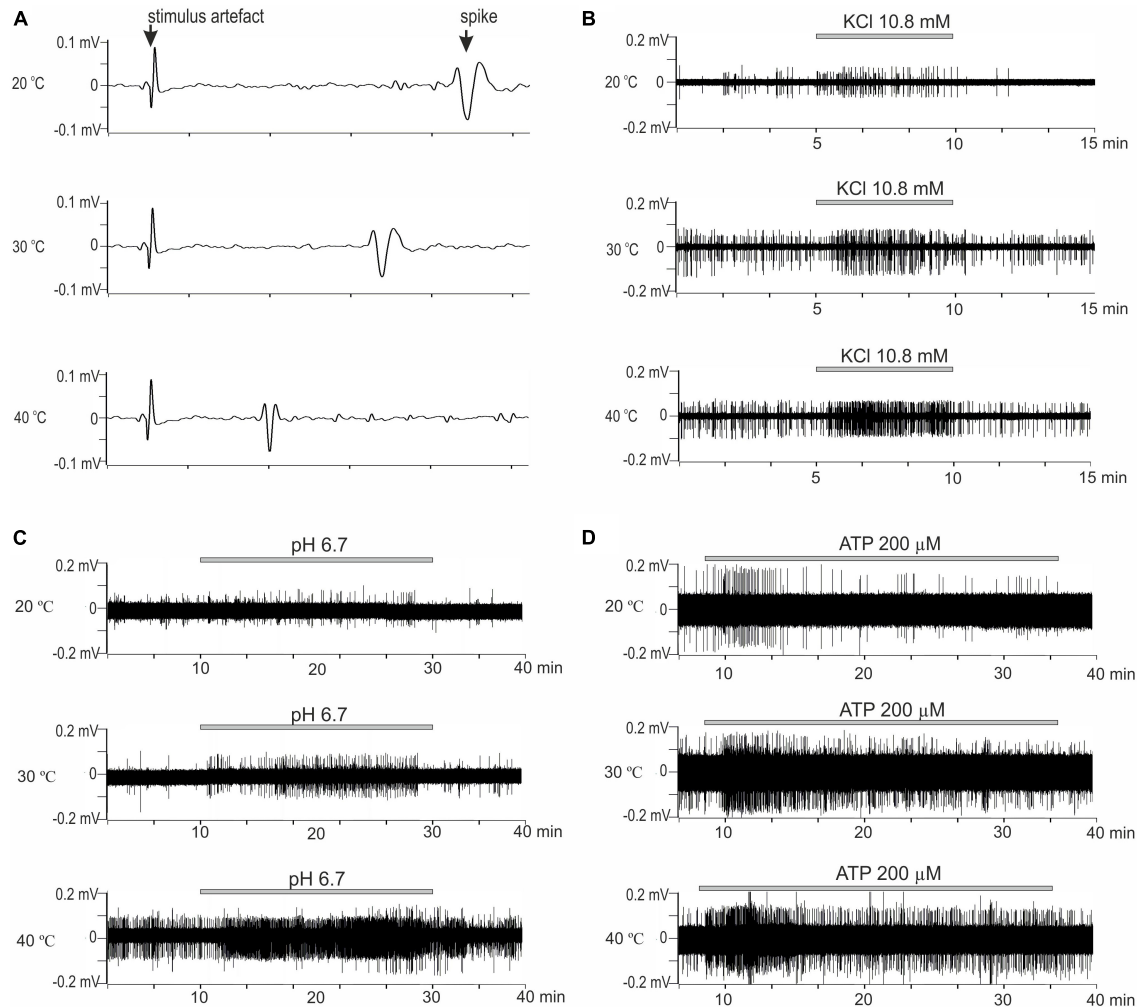 A
stimulus artefact
spike
0.1 mV
20 °C
0
-0.1 mV
0.1 mV
30 °C
0
-0.1 mV
0.1 mV
40 °C
0
-0.1 mV
B
KCl 10.8 mM
0.2 mV
20 °C
0
-0.2 mV
5
10
15 min
KCl 10.8 mM
0.2 mV
30 °C
0
-0.2 mV
5
10
15 min
KCl 10.8 mM
0.2 mV
40 °C
0
-0.2 mV
5
10
15 min
C
pH 6.7
0.2 mV
20 °C
0
-0.2 mV
10
20
30
40 min
pH 6.7
0.2 mV
30 °C
0
-0.2 mV
10
20
30
40 min
pH 6.7
0.2 mV
40 °C
0
-0.2 mV
10
20
30
40 min
D
ATP 200 µM
0.2 mV
20 °C
0
-0.2 mV
10
20
30
40 min
ATP 200 µM
0.2 mV
30 °C
0
-0.2 mV
10
20
30
40 min
ATP 200 µM
0.2 mV
40 °C
0
-0.2 mV
10
20
30
40 min